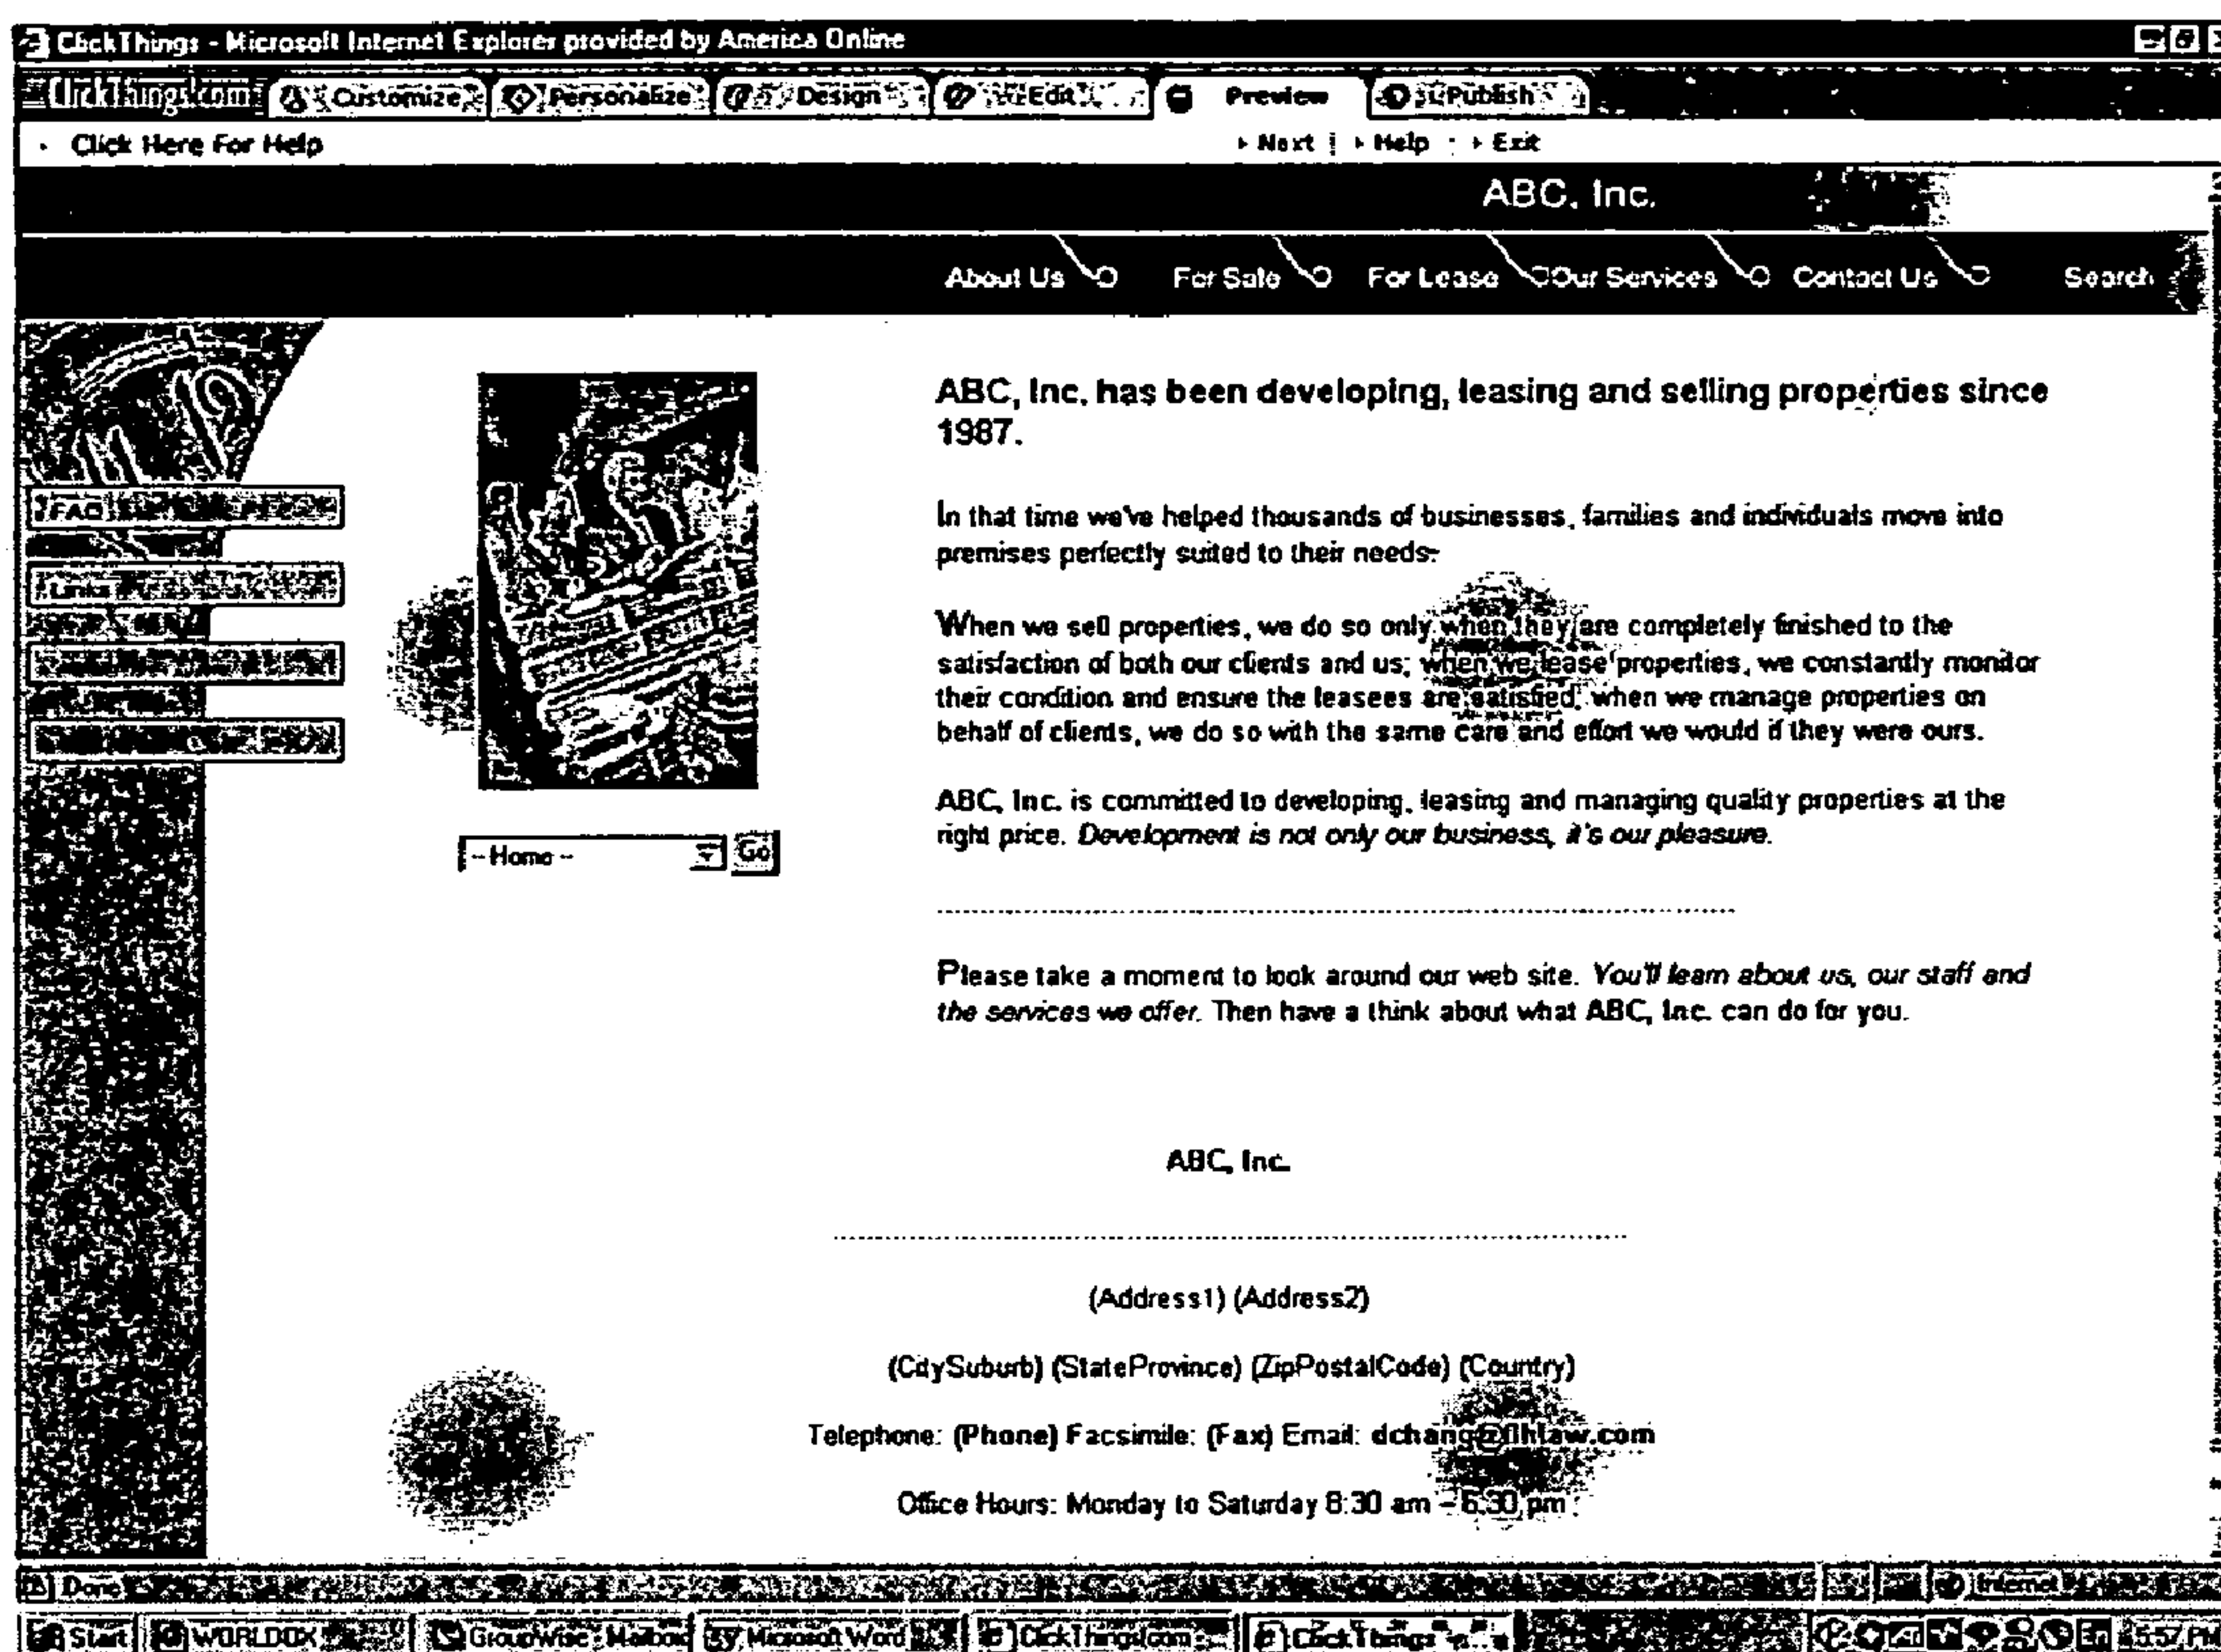 ClickThings - Microsoft Internet Explorer provided by America Online
ClickThings.com Customize Personalize Design Edit Preview Publish
Click Here For Help Next Help Exit
ABC, Inc.
About Us For Sale For Lease Our Services Contact Us Search
ABC, Inc. has been developing, leasing and selling properties since
1987.
FAQ
In that time we've helped thousands of businesses, families and individuals move into
premises perfectly suited to their needs.
Links
When we sell properties, we do so only when they are completely finished to the
satisfaction of both our clients and us; when we lease properties, we constantly monitor
their condition and ensure the leasees are satisfied; when we manage properties on
behalf of clients, we do so with the same care and effort we would if they were ours.
ABC, Inc. is committed to developing, leasing and managing quality properties at the
right price. Development is not only our business, it's our pleasure.
-- Home -- Go
Please take a moment to look around our web site. You'll learn about us, our staff and
the services we offer. Then have a think about what ABC, Inc. can do for you.
ABC, Inc.
(Address1) (Address2)
(CitySuburb) (StateProvince) (ZipPostalCode) (Country)
Telephone: (Phone) Facsimile: (Fax) Email: dchang@flhlaw.com
Office Hours: Monday to Saturday 8:30 am - 6:30 pm
Done Internet
Start WORLDOX GroupWise - Mailbox Microsoft Word ClickThings.com ClickThings 5:57 PM